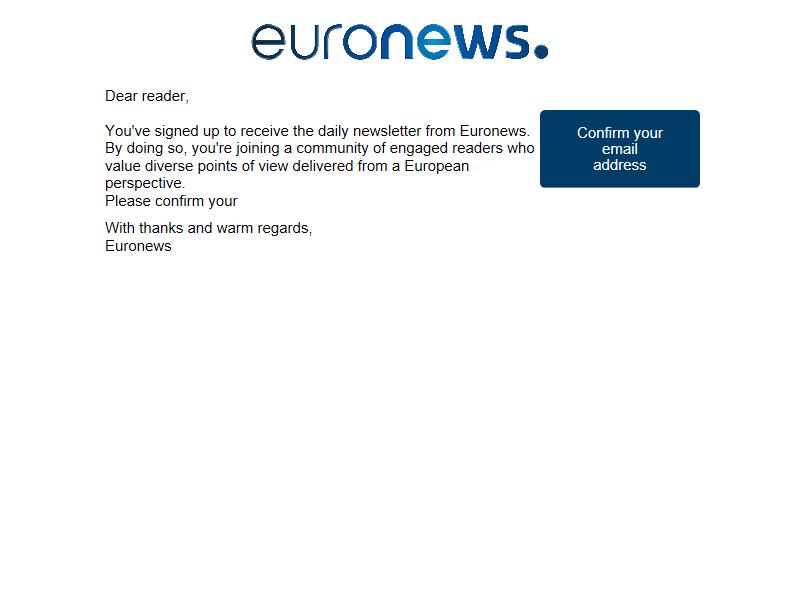 euronews.
Dear reader,
You've signed up to receive the daily newsletter from Euronews.
By doing so, you're joining a community of engaged readers who
value diverse points of view delivered from a European
perspective.
Please confirm your
Confirm your
email
address
With thanks and warm regards,
Euronews